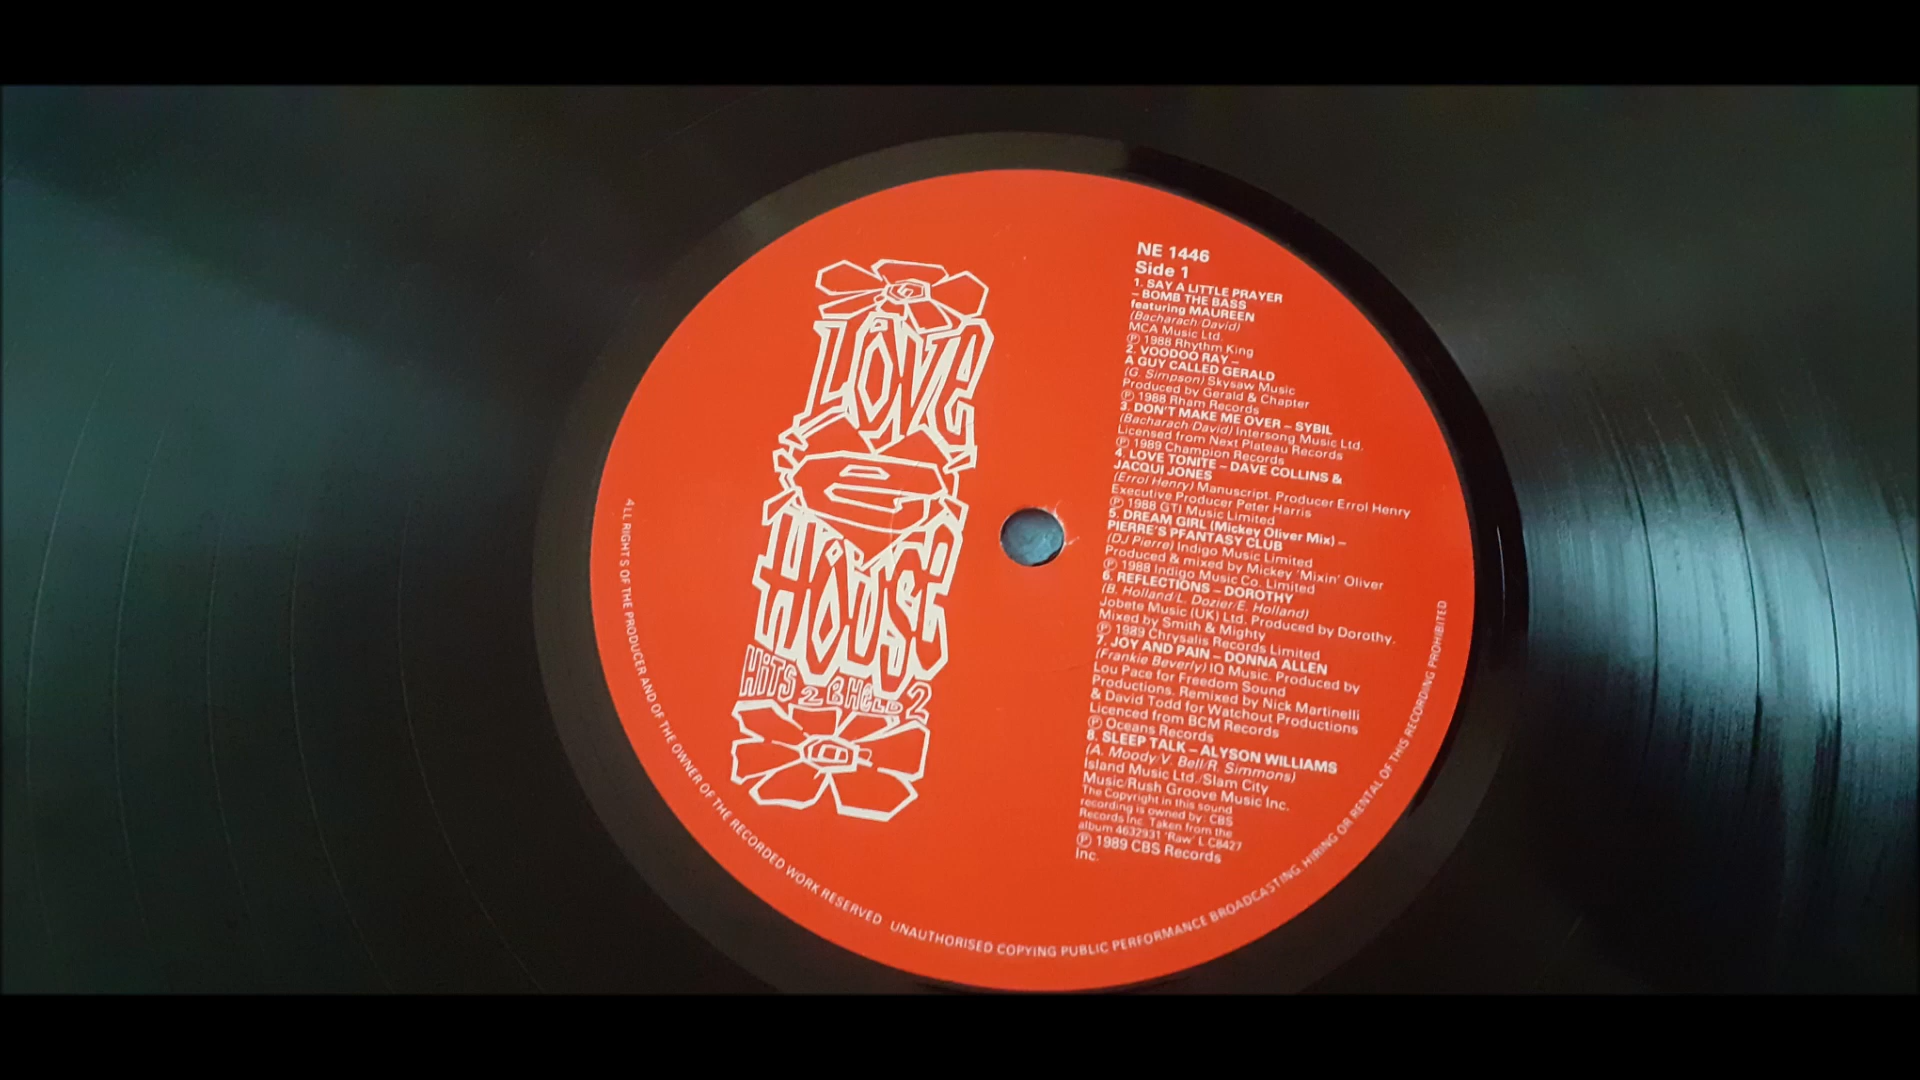 LOVE
HOUSE
HITS 2 B HELD 2
NE 1446
Side 1
1. SAY A LITTLE PRAYER
– BOMB THE BASS
featuring MAUREEN
(Bacharach/David)
MCA Music Ltd.
℗ 1988 Rhythm King
2. VOODOO RAY –
A GUY CALLED GERALD
(G. Simpson) Skysaw Music
Produced by Gerald & Chapter
℗ 1988 Rham Records
3. DON'T MAKE ME OVER – SYBIL
(Bacharach/David) Intersong Music Ltd.
Licensed from Next Plateau Records
℗ 1989 Champion Records
4. LOVE TONITE – DAVE COLLINS &
JACQUI JONES
(Errol Henry) Manuscript. Producer Errol Henry
Executive Producer Peter Harris
℗ 1988 GTI Music Limited
5. DREAM GIRL (Mickey Oliver Mix) –
PIERRE'S PFANTASY CLUB
(DJ Pierre) Indigo Music Limited
Produced & mixed by Mickey 'Mixin' Oliver
℗ 1988 Indigo Music Co. Limited
6. REFLECTIONS – DOROTHY
(B. Holland/L. Dozier/E. Holland)
Jobete Music (UK) Ltd. Produced by Dorothy.
Mixed by Smith & Mighty
℗ 1989 Chrysalis Records Limited
7. JOY AND PAIN – DONNA ALLEN
(Frankie Beverly) IQ Music. Produced by
Lou Pace for Freedom Sound
Productions. Remixed by Nick Martinelli
& David Todd for Watchout Productions
Licenced from BCM Records
℗ Oceans Records
8. SLEEP TALK – ALYSON WILLIAMS
(A. Moody/V. Bell/R. Simmons)
Island Music Ltd./Slam City
Music/Rush Groove Music Inc.
The Copyright in this sound
recording is owned by: CBS
Records Inc. Taken from the
album 4632931 'Raw' LC8427
℗ 1989 CBS Records
Inc.
ALL RIGHTS OF THE PRODUCER AND OF THE OWNER OF THE RECORDED WORK RESERVED UNAUTHORISED COPYING PUBLIC PERFORMANCE BROADCASTING. HIRING OR RENTAL OF THIS RECORDING PROHIBITED